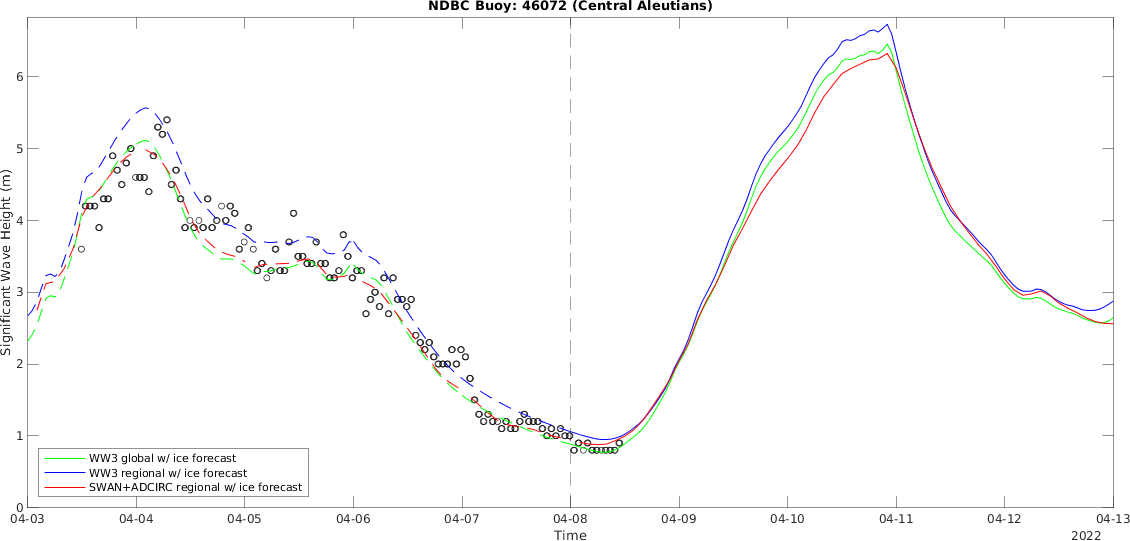 NDBC Buoy: 46072 (Central Aleutians)
Significant Wave Height (m)
6
5
4
3
2
1
0
WW3 global w/ ice forecast
WW3 regional w/ ice forecast
SWAN+ADCIRC regional w/ ice forecast
04-03 04-04 04-05 04-06 04-07 04-08 04-09 04-10 04-11 04-12 04-13
Time
2022